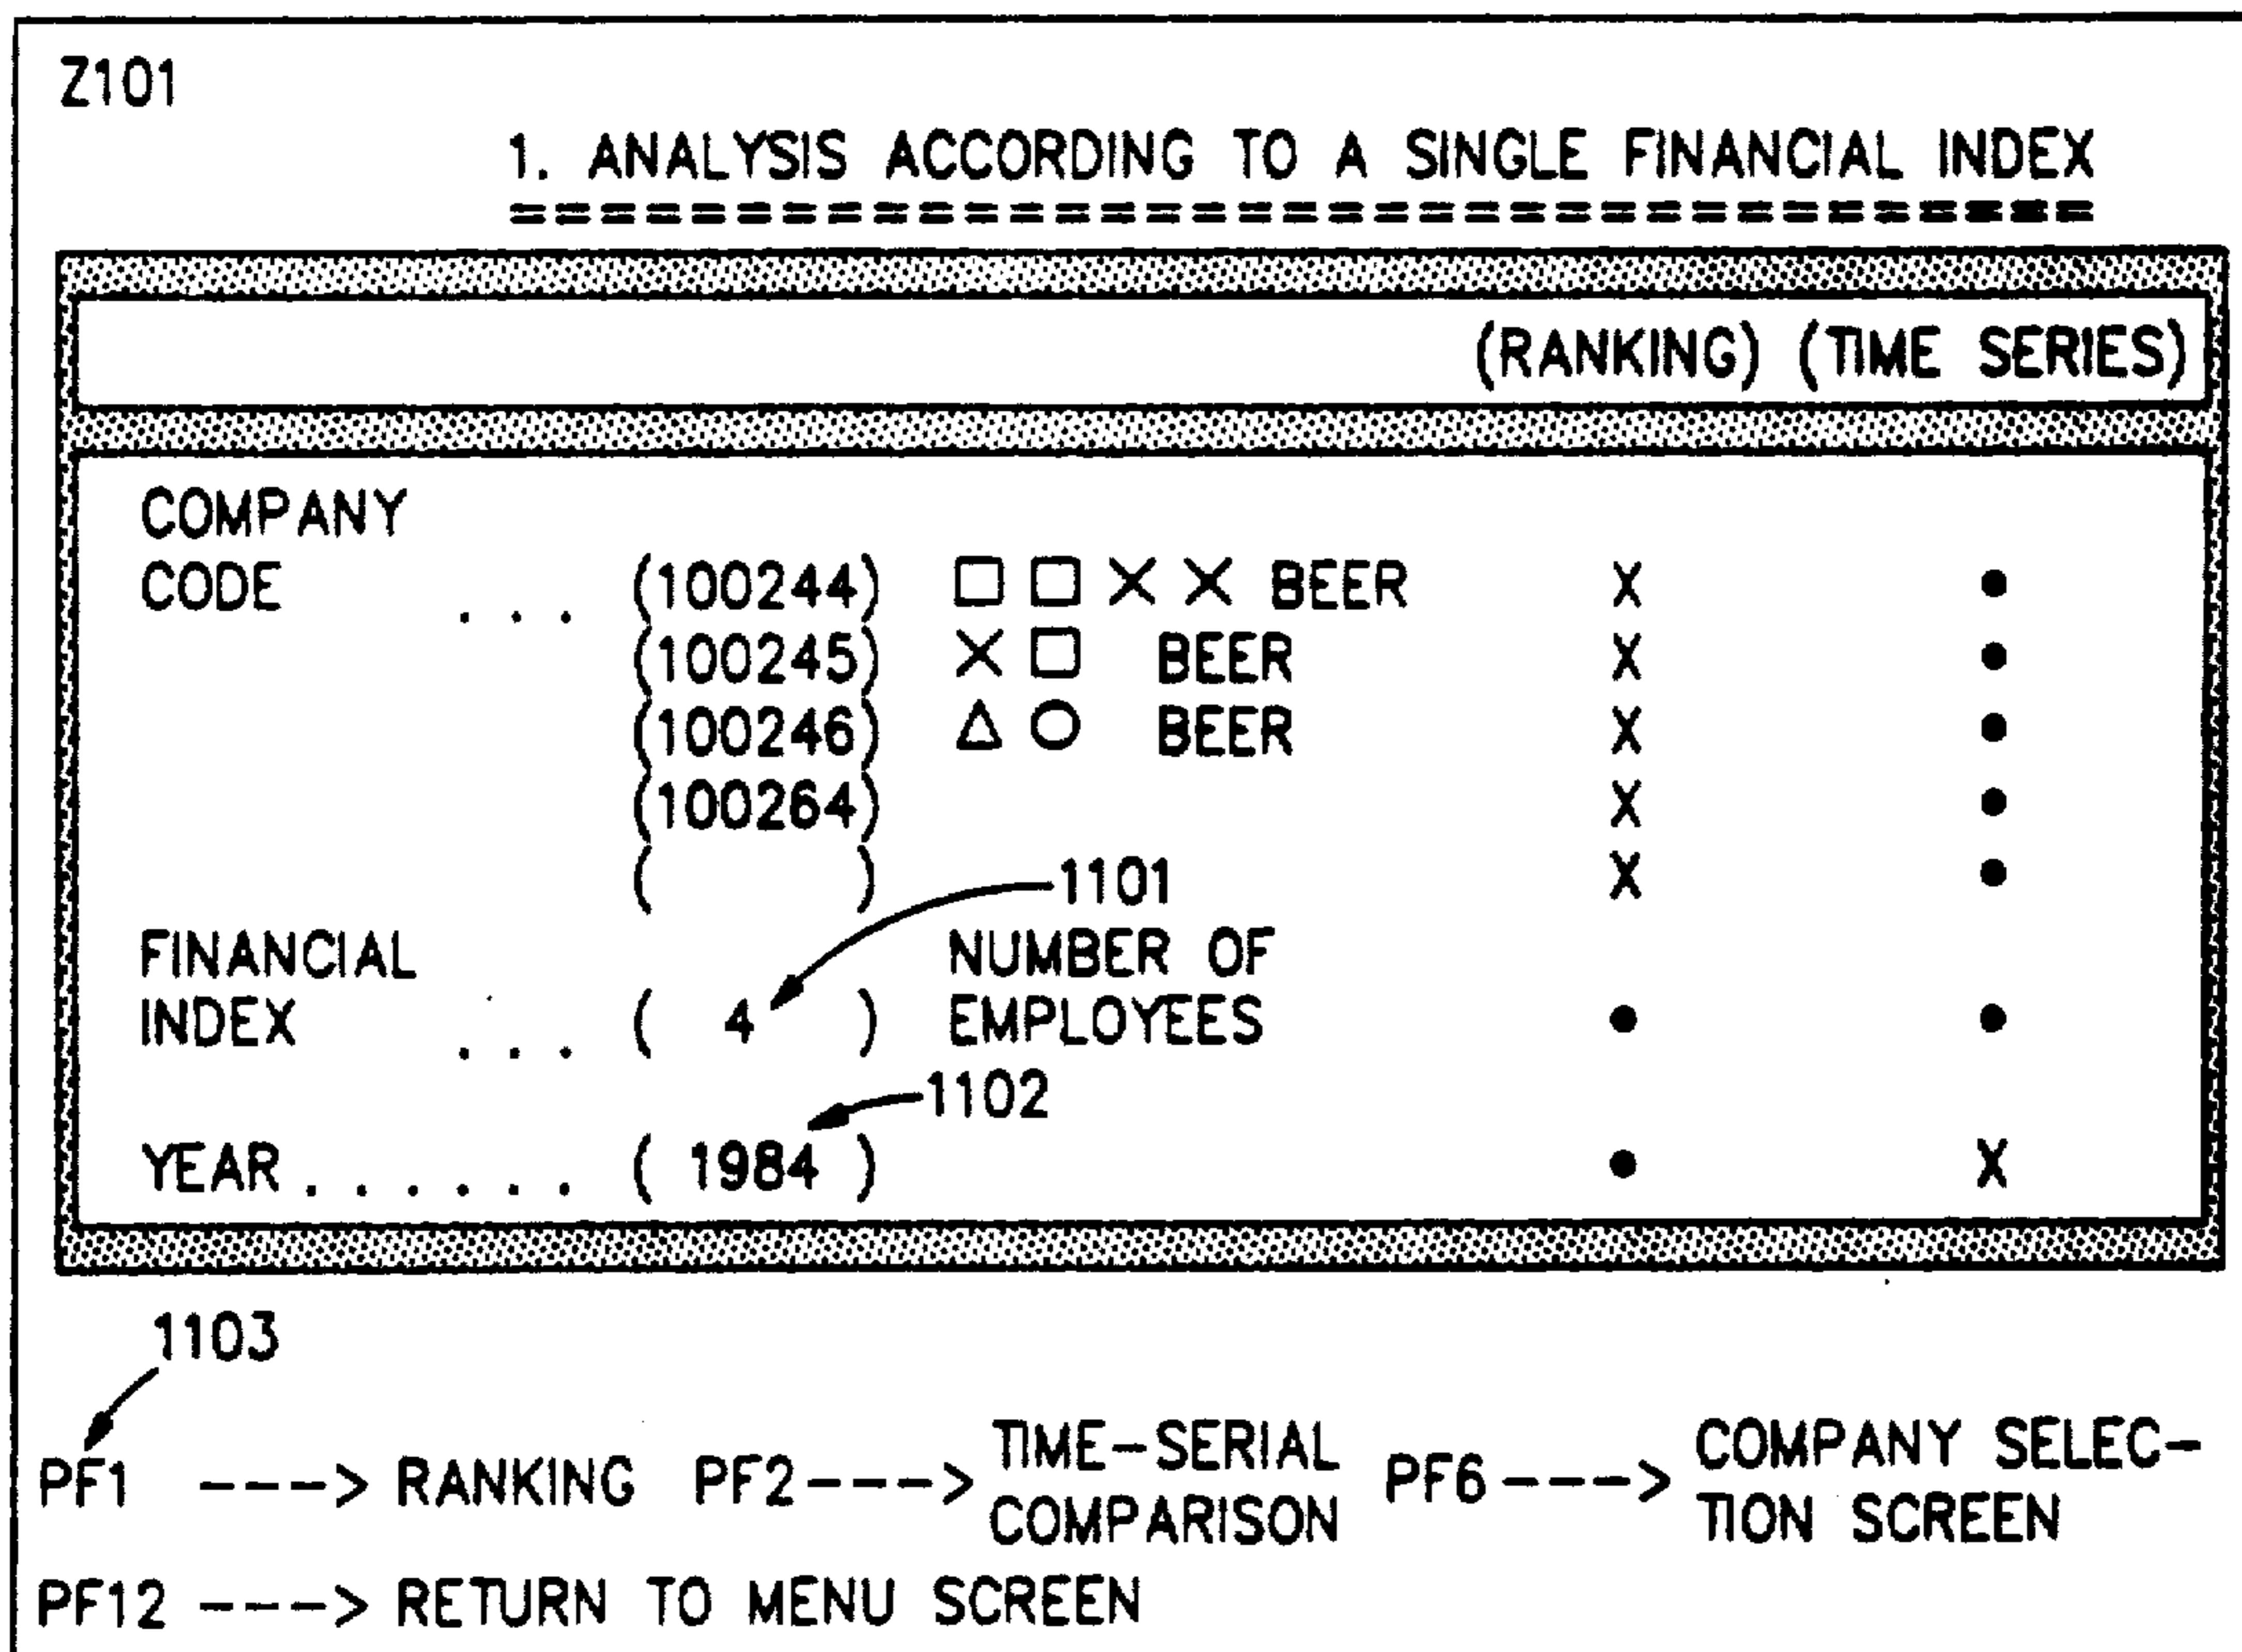 Z101
1. ANALYSIS ACCORDING TO A SINGLE FINANCIAL INDEX
===================================
(RANKING) (TIME SERIES)
COMPANY
CODE ... (100244) □ □ × × BEER X ●
(100245) × □ BEER X ●
(100246) △ ○ BEER X ●
(100264) X ●
( ) X ●
1101
FINANCIAL NUMBER OF
INDEX ... ( 4 ) EMPLOYEES ● ●
1102
YEAR ...... ( 1984 ) ● X
1103
PF1 ---> RANKING PF2 ---> TIME-SERIAL COMPARISON PF6 ---> COMPANY SELEC-
TION SCREEN
PF12 ---> RETURN TO MENU SCREEN